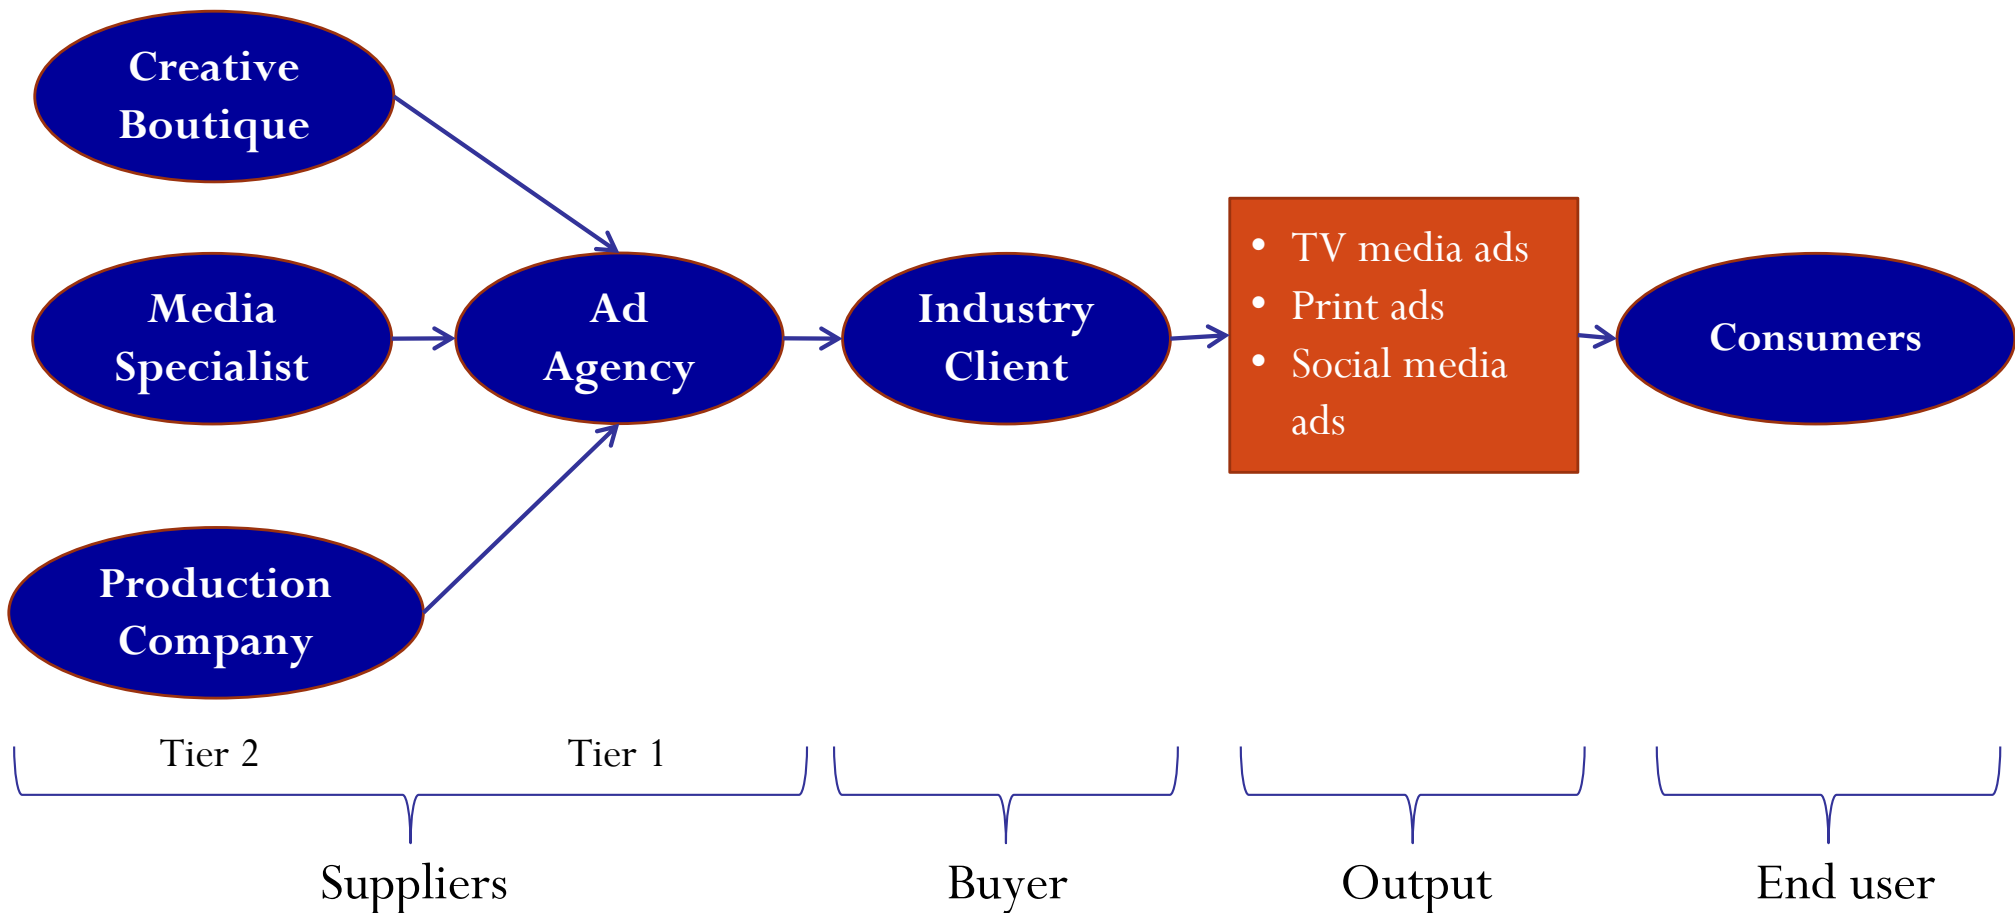 Creative
Boutique
Media
Specialist
Production
Company
Ad
Agency
Industry
Client
• TV media ads
• Print ads
• Social media
ads
Consumers
Tier 2
Tier 1
Suppliers
Buyer
Output
End user